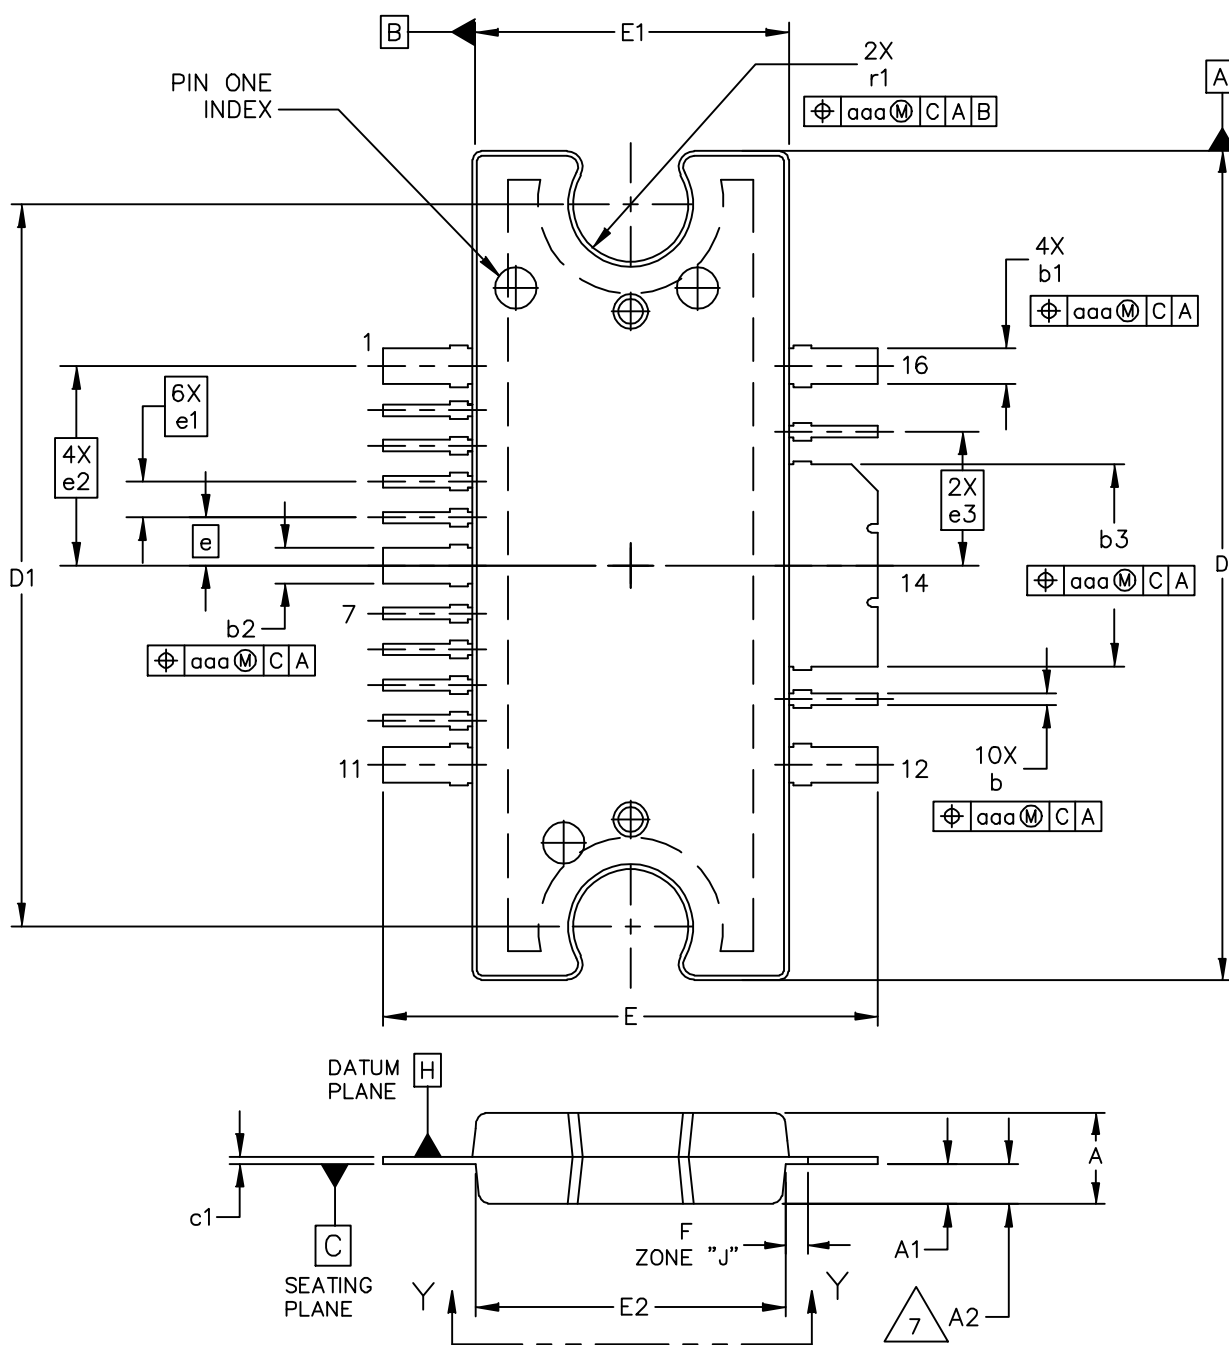 B
E1
2X
r1
⌖ aaa Ⓜ C A B
A
PIN ONE
INDEX
4X
b1
⌖ aaa Ⓜ C A
1
16
6X
e1
4X
e2
2X
e3
e
b3
D1
14
D
⌖ aaa Ⓜ C A
7
b2
⌖ aaa Ⓜ C A
11
12
10X
b
⌖ aaa Ⓜ C A
E
DATUM
PLANE
H
A
c1
C
F
ZONE "J"
A1
SEATING
PLANE
Y
E2
Y
7
A2